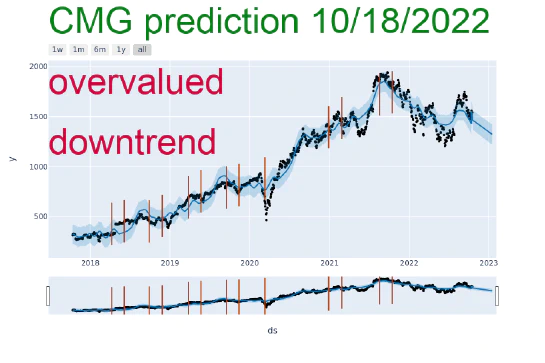 CMG prediction 10/18/2022
1w 1m 6m 1y all
2000
overvalued
1500
downtrend
y
1000
500
2018 2019 2020 2021 2022 2023
ds